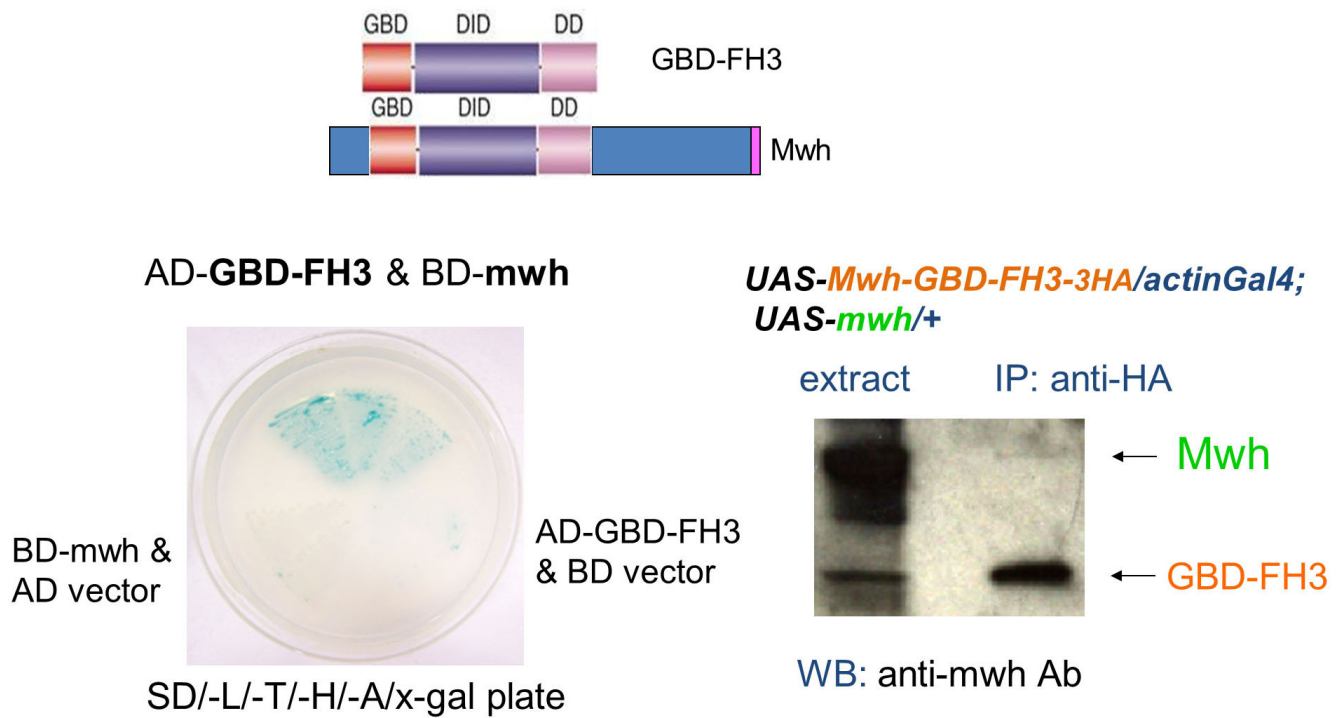 GBD DID DD
GBD-FH3
GBD DID DD
Mwh
AD-GBD-FH3 & BD-mwh
BD-mwh &
AD vector
AD-GBD-FH3
& BD vector
SD/-L/-T/-H/-A/x-gal plate
UAS-Mwh-GBD-FH3-3HA/actinGal4;
UAS-mwh/+
extract IP: anti-HA
Mwh
GBD-FH3
WB: anti-mwh Ab